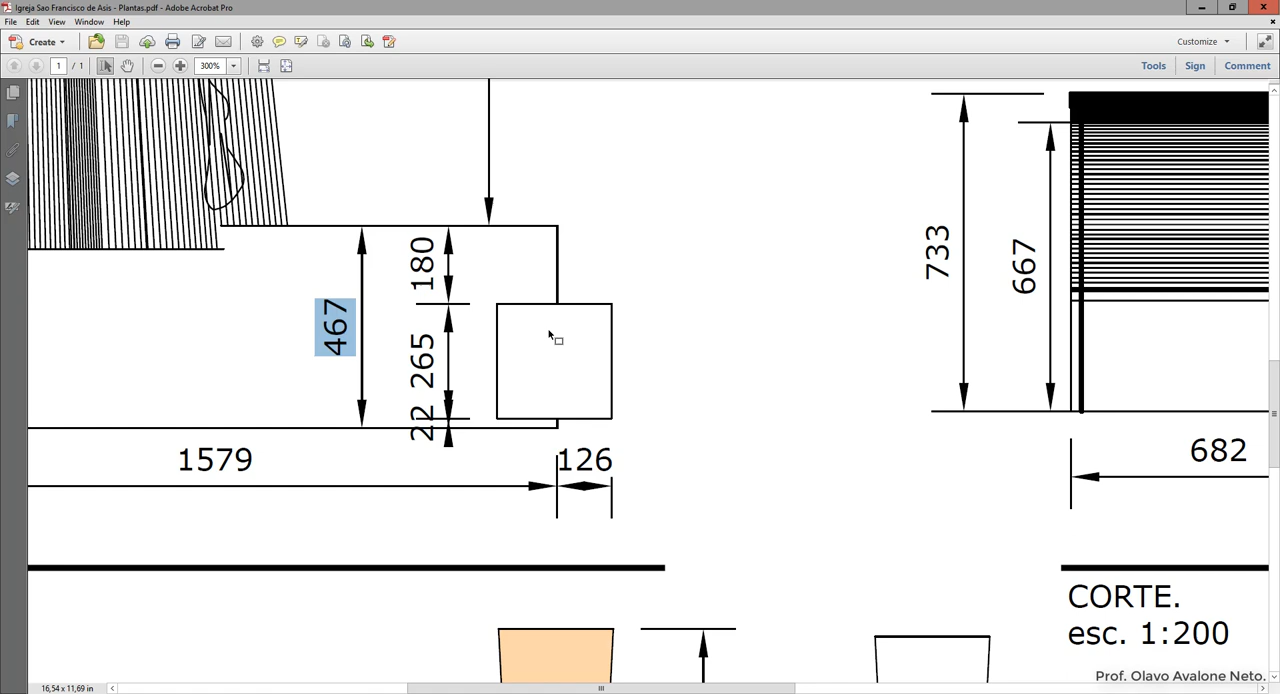 Igreja Sao Francisco de Asis - Plantas.pdf - Adobe Acrobat Pro
File Edit View Window Help
Create
Customize
1 / 1
300%
Tools Sign Comment
180
467
265
22
1579
126
733
667
682
CORTE.
esc. 1:200
Prof. Olavo Avalone Neto.
16,54 x 11,69 in